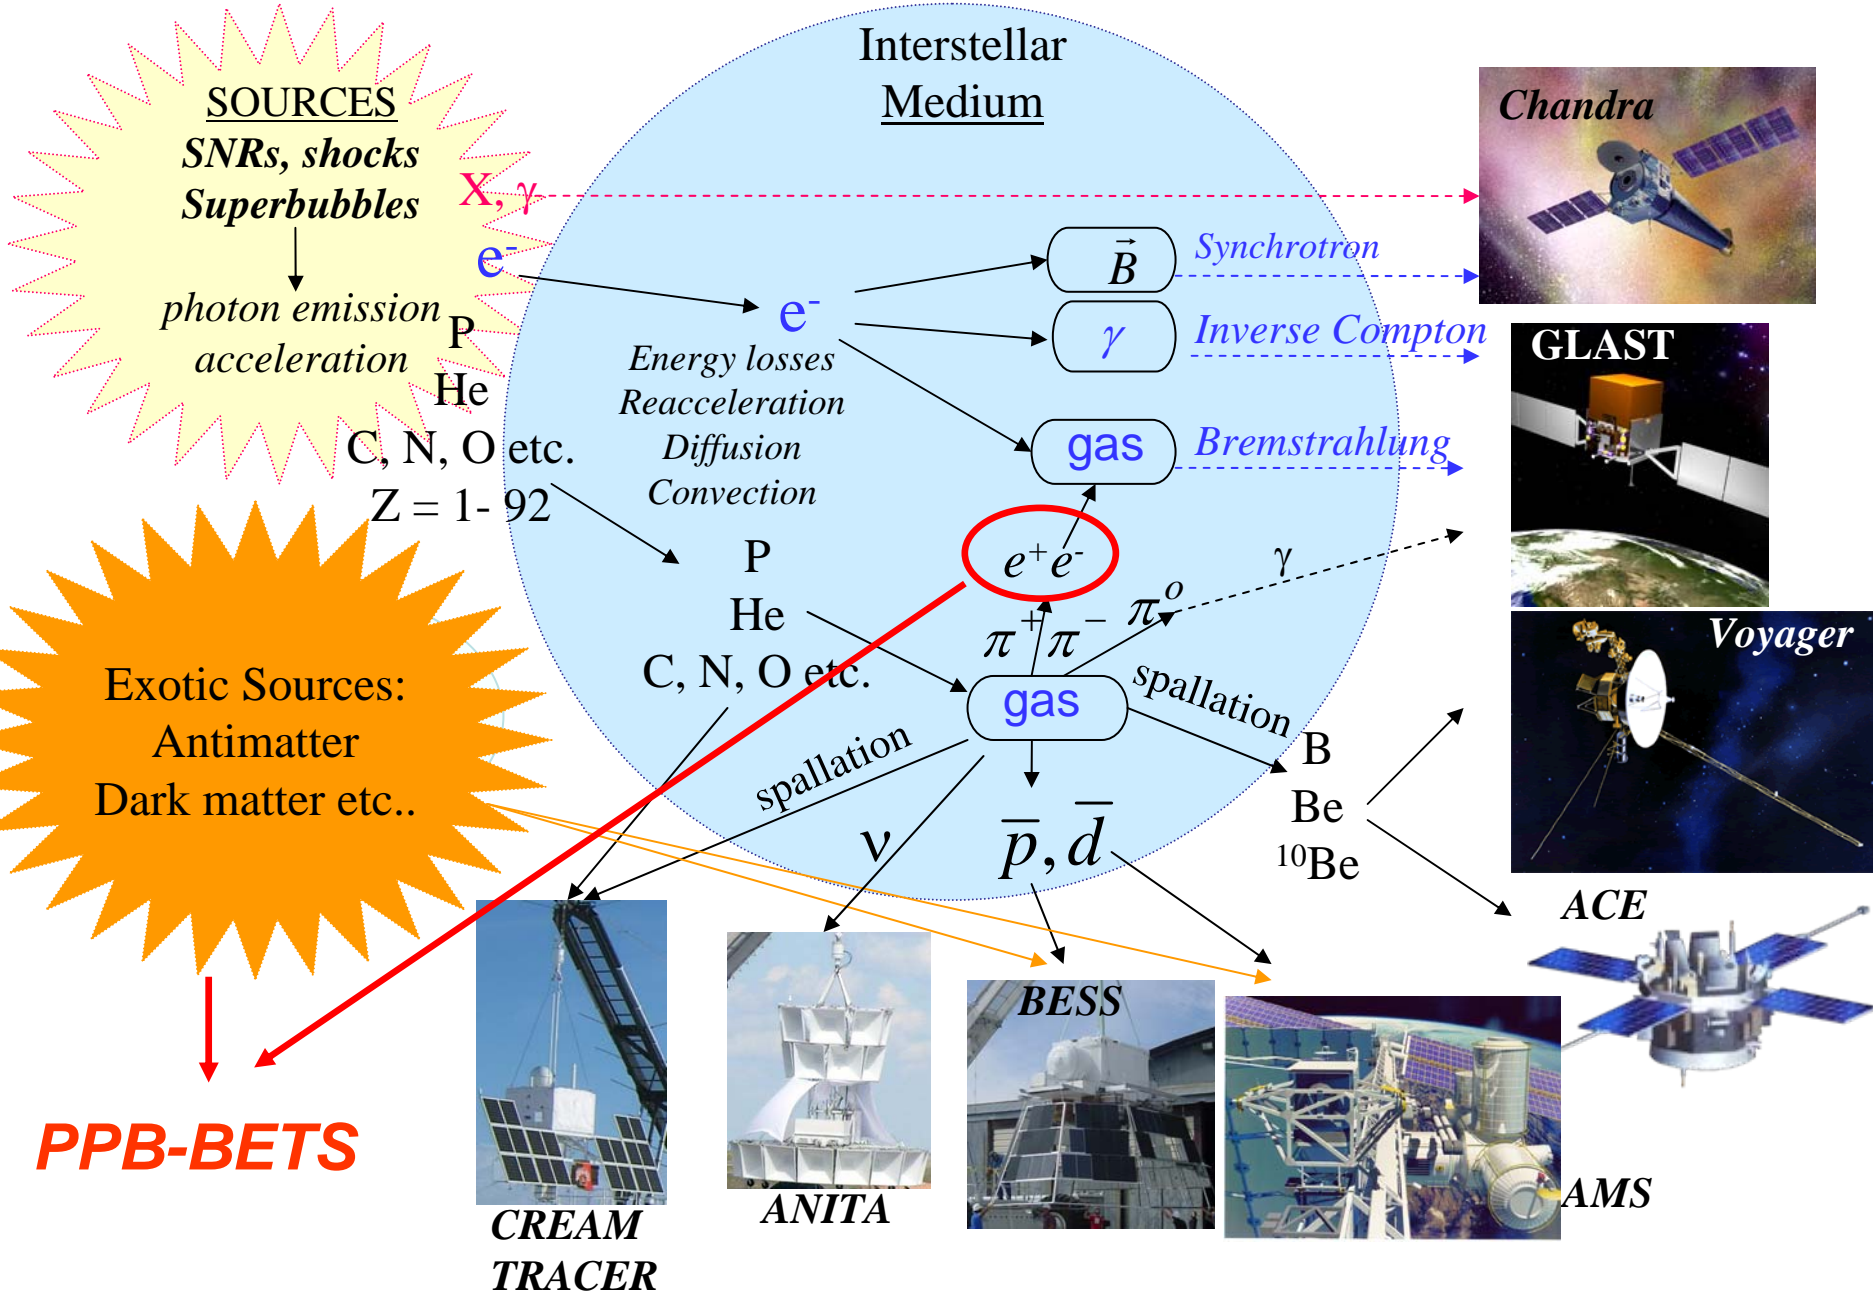 Interstellar
Medium
SOURCES
SNRs, shocks
Superbubbles
photon emission
acceleration
X, γ
e⁻
P
He
C, N, O etc.
Z = 1- 92
e⁻
Energy losses
Reacceleration
Diffusion
Convection
B⃗
Synchrotron
γ
Inverse Compton
gas
Bremstrahlung
e⁺e⁻
γ
P
He
C, N, O etc.
π⁺π⁻ π⁰
gas
spallation
spallation
B
Be
¹⁰Be
ν
p̅, d̅
Exotic Sources:
Antimatter
Dark matter etc..
PPB-BETS
Chandra
GLAST
Voyager
ACE
BESS
AMS
ANITA
CREAM
TRACER